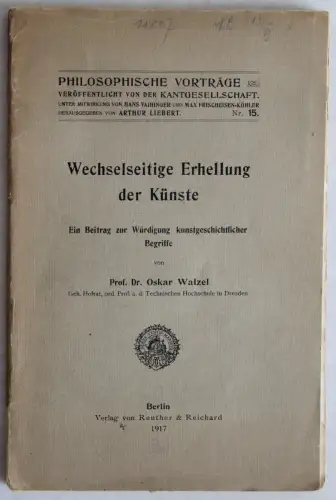 PHILOSOPHISCHE VORTRÄGE
VERÖFFENTLICHT VON DER KANTGESELLSCHAFT.
UNTER MITWIRKUNG VON HANS VAIHINGER UND MAX FRISCHEISEN-KÖHLER
HERAUSGEGEBEN VON ARTHUR LIEBERT. Nr. 15.
Wechselseitige Erhellung
der Künste
Ein Beitrag zur Würdigung kunstgeschichtlicher
Begriffe
von
Prof. Dr. Oskar Walzel
Geh. Hofrat, ord. Prof. a. d. Technischen Hochschule in Dresden
Berlin
Verlag von Reuther & Reichard
1917